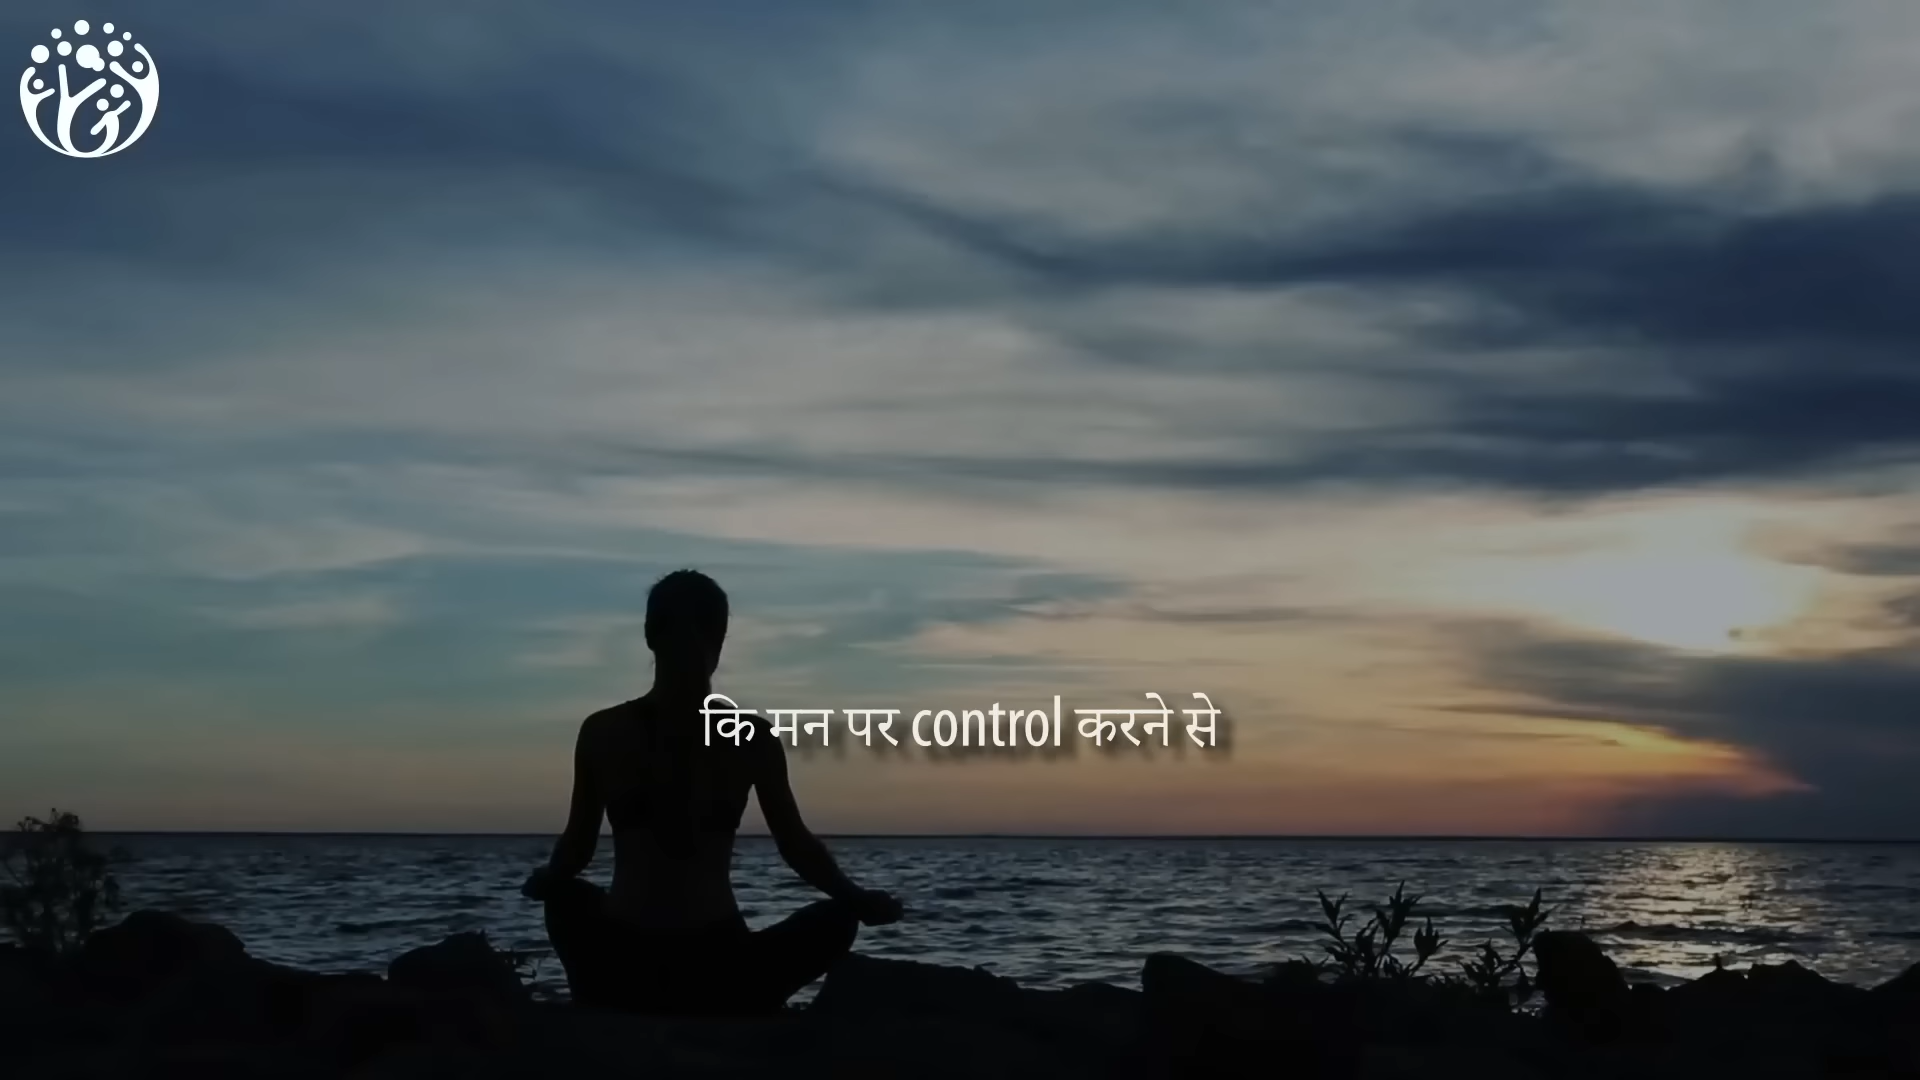 कि मन पर control करने से